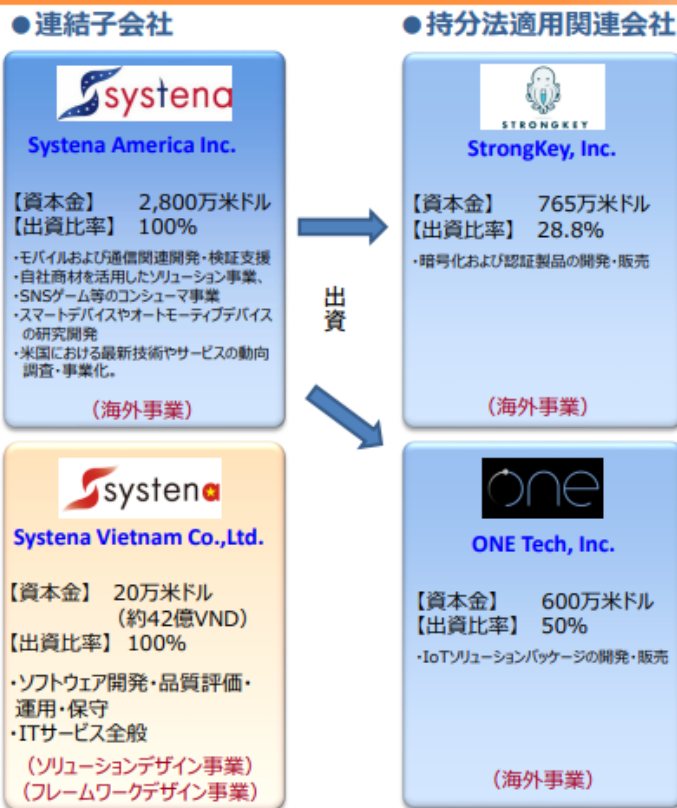 ●連結子会社
systena
Systena America Inc.
【資本金】 2,800万米ドル
【出資比率】 100%
・モバイルおよび通信関連開発・検証支援
・自社商材を活用したソリューション事業、
・SNSゲーム等のコンシューマ事業
・スマートデバイスやオートモーティブデバイス
の研究開発
・米国における最新技術やサービスの動向
調査・事業化。
（海外事業）
systena
Systena Vietnam Co.,Ltd.
【資本金】 20万米ドル
（約42億VND）
【出資比率】 100%
・ソフトウェア開発・品質評価・
運用・保守
・ITサービス全般
（ソリューションデザイン事業）
（フレームワークデザイン事業）
出資
●持分法適用関連会社
STRONGKEY
StrongKey, Inc.
【資本金】 765万米ドル
【出資比率】 28.8%
・暗号化および認証製品の開発・販売
（海外事業）
one
ONE Tech, Inc.
【資本金】 600万米ドル
【出資比率】 50%
・IoTソリューションパッケージの開発・販売
（海外事業）